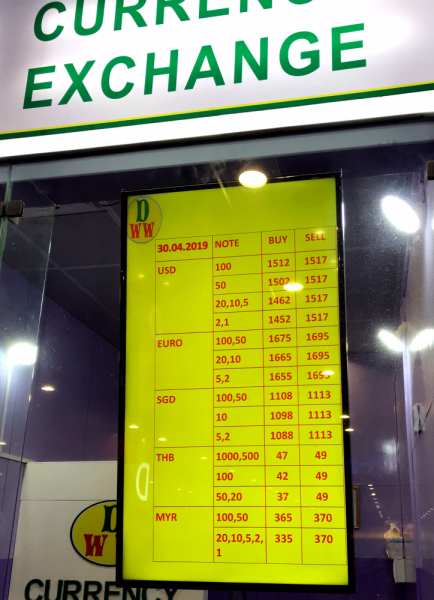 CURRENCY
EXCHANGE
D
WW
30.04.2019 NOTE BUY SELL
USD 100 1512 1517
50 1502 1517
20,10,5 1462 1517
2,1 1452 1517
EURO 100,50 1675 1695
20,10 1665 1695
5,2 1655 1695
SGD 100,50 1108 1113
10 1098 1113
5,2 1088 1113
THB 1000,500 47 49
100 42 49
50,20 37 49
MYR 100,50 365 370
20,10,5,2, 335 370
1
D
W
CURRENCY